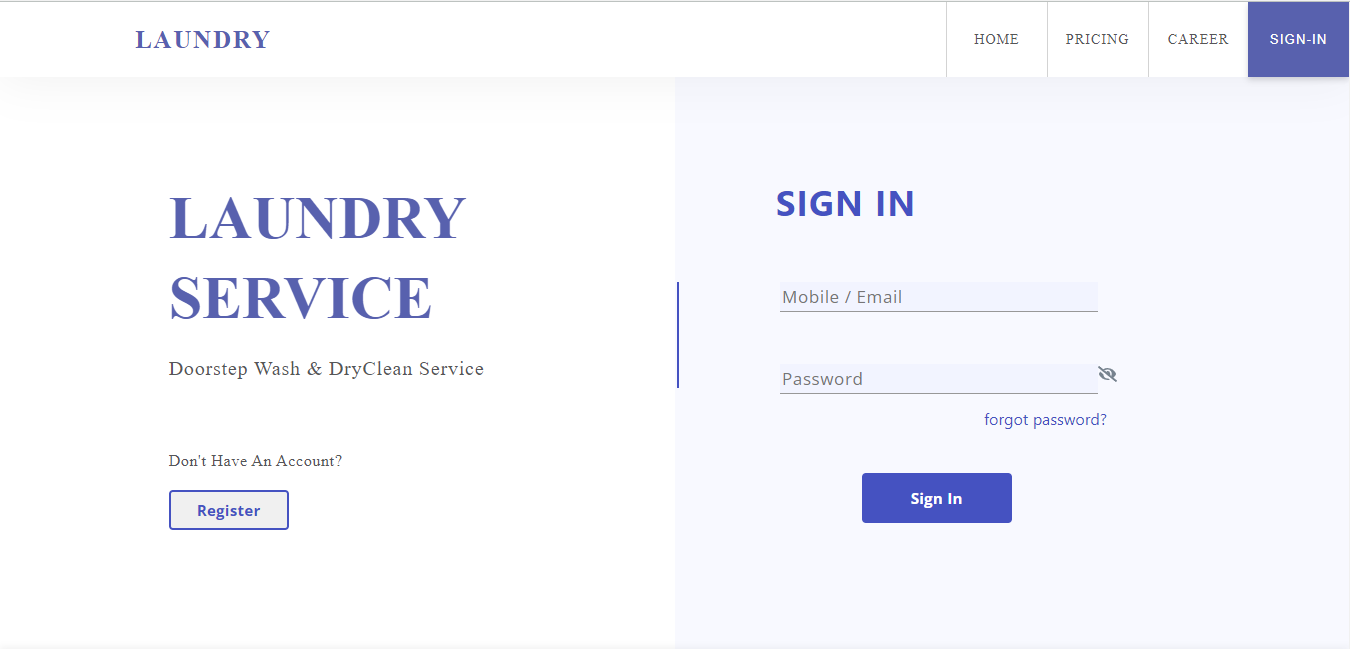 LAUNDRY
HOME
PRICING
CAREER
SIGN-IN
LAUNDRY
SERVICE
Doorstep Wash & DryClean Service
Don't Have An Account?
Register
SIGN IN
Mobile / Email
Password
forgot password?
Sign In